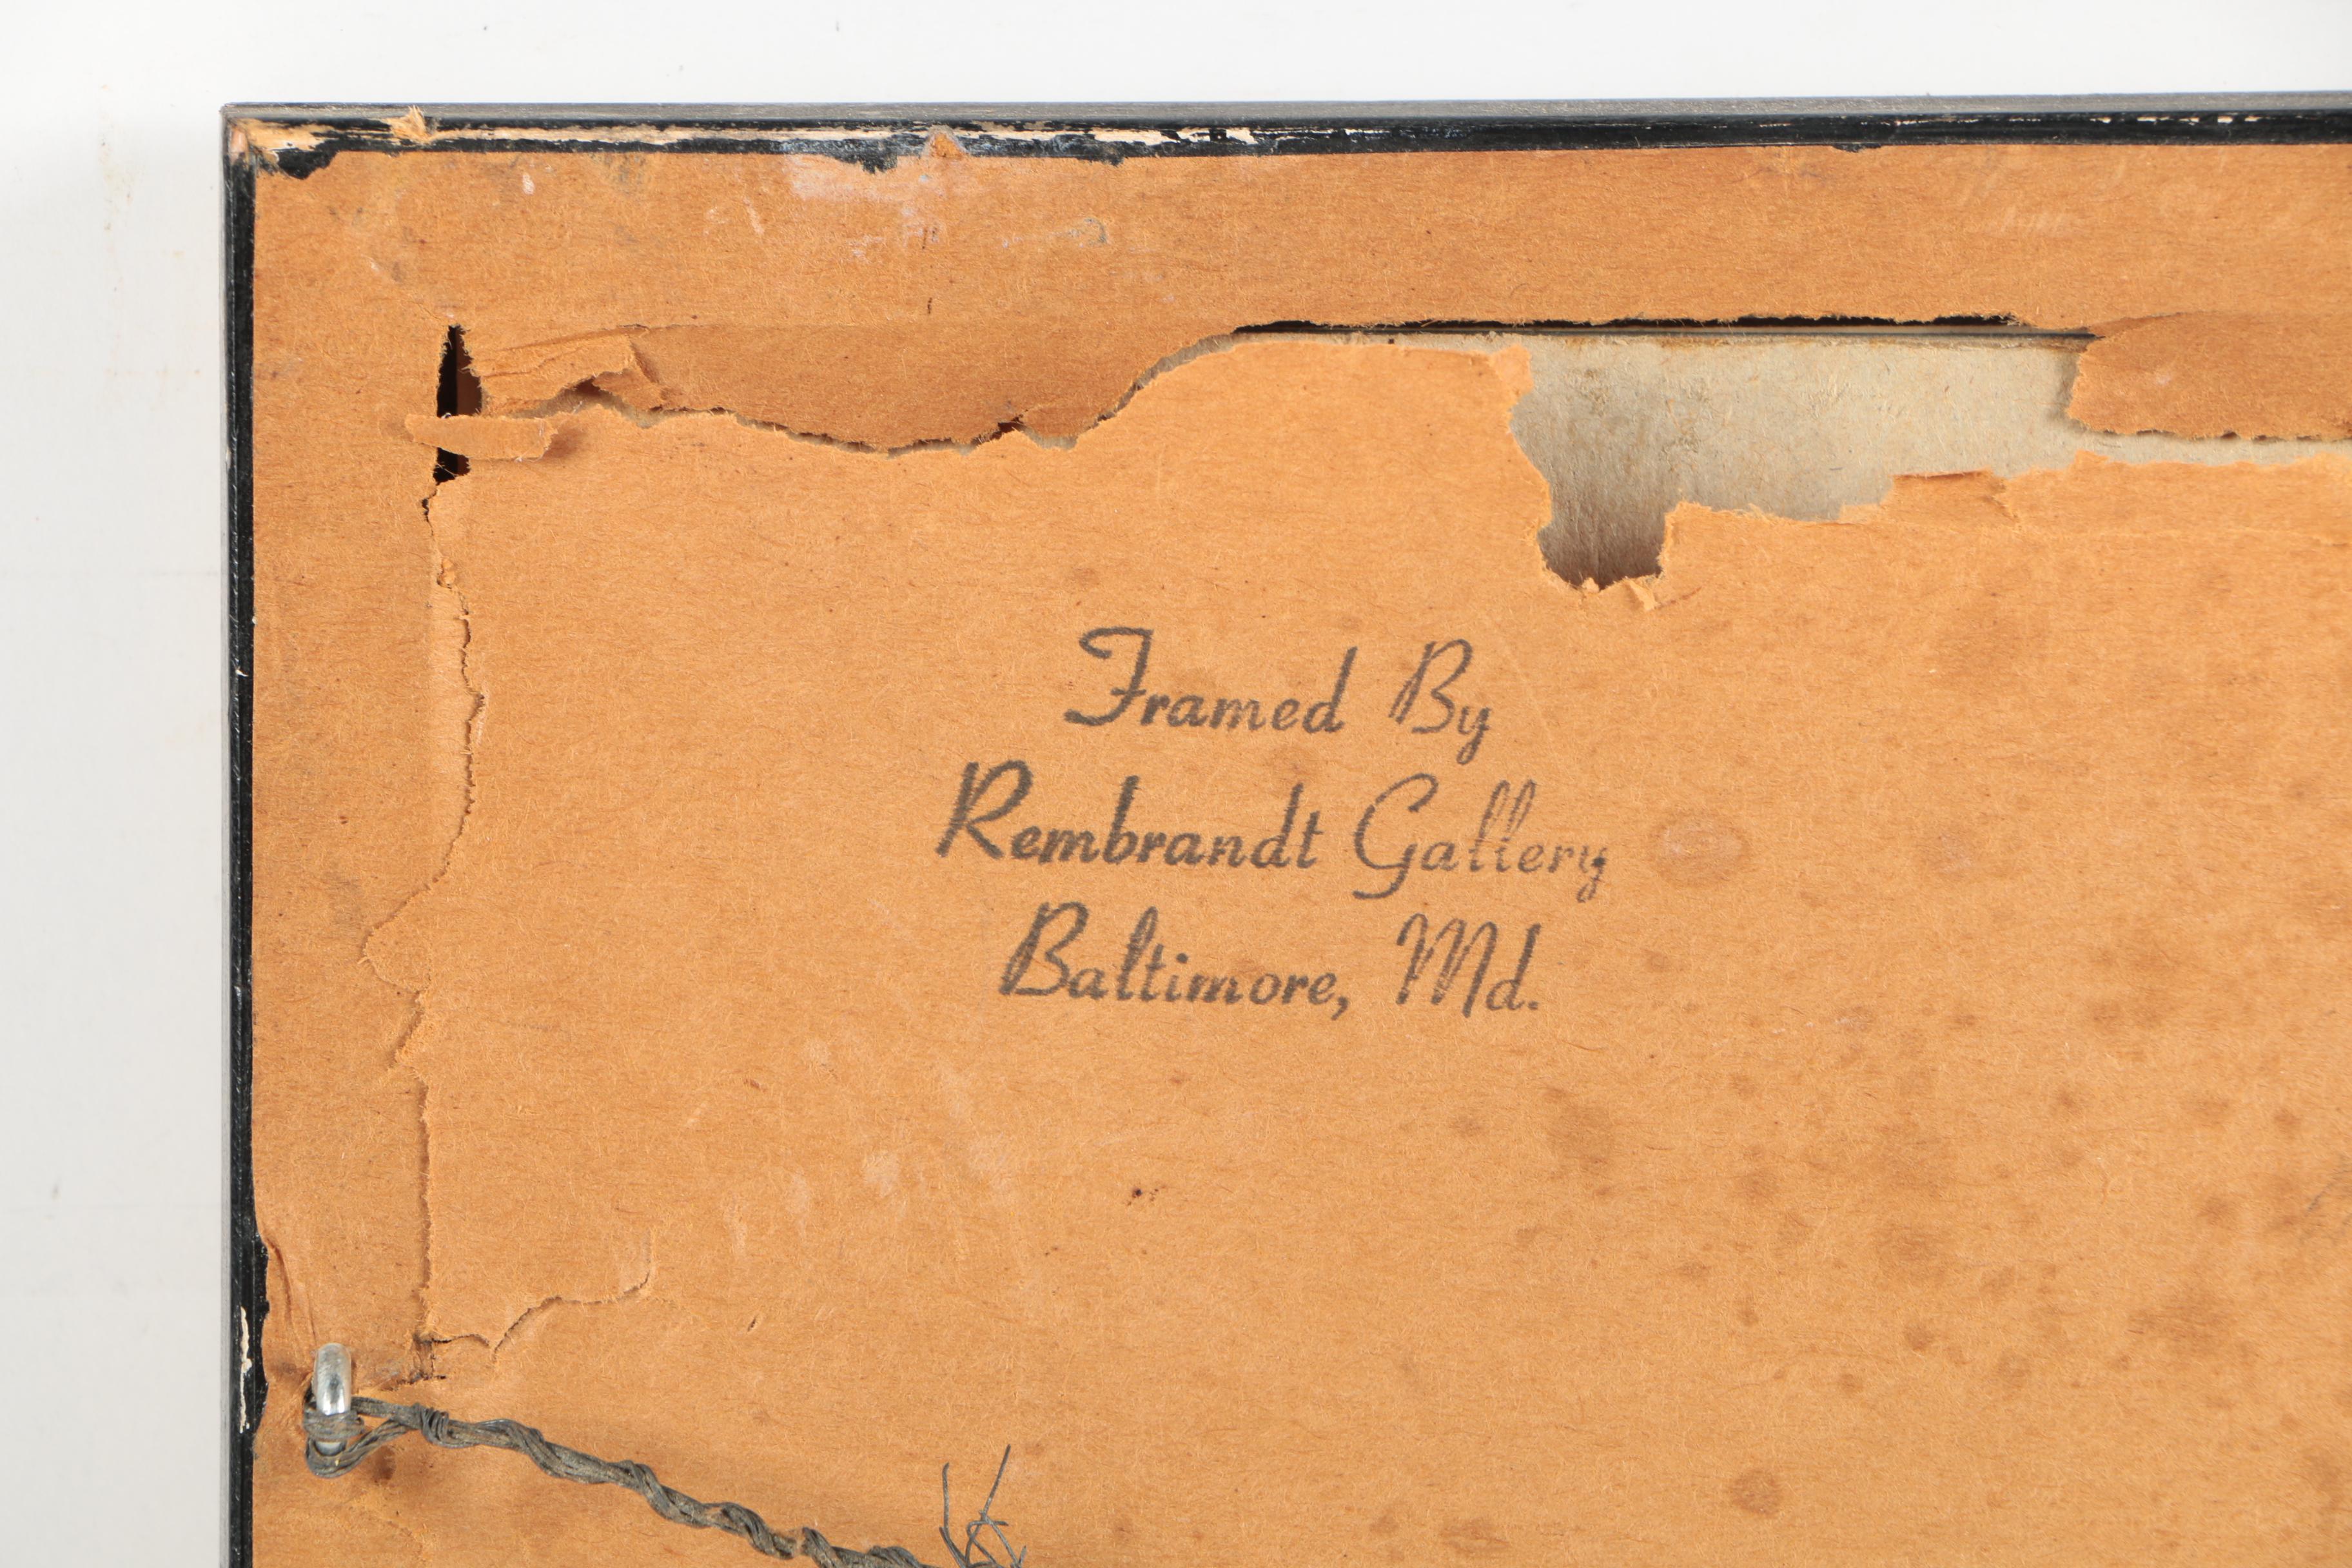 Framed By
Rembrandt Gallery
Baltimore, Md.